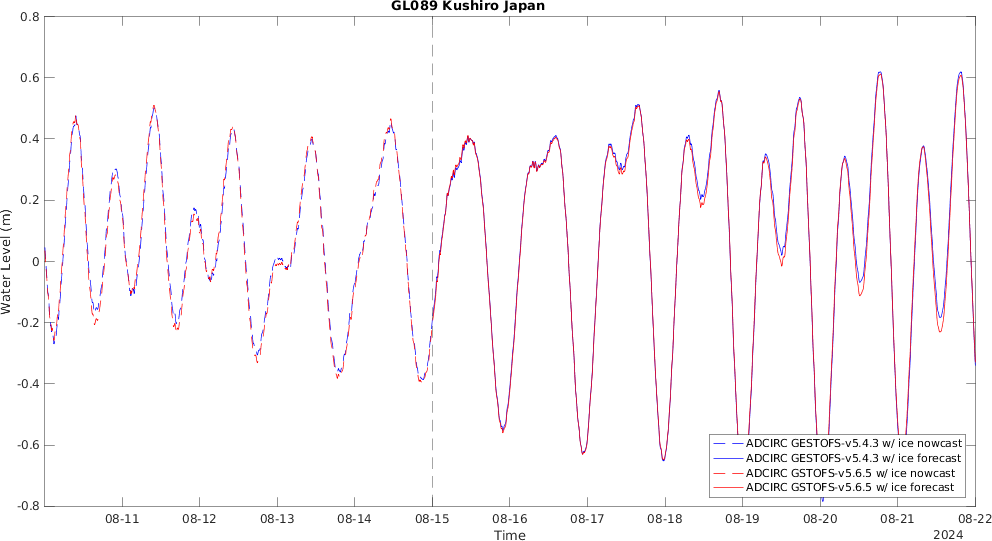 GL089 Kushiro Japan
Water Level (m)
0.8
0.6
0.4
0.2
0
-0.2
-0.4
-0.6
-0.8
ADCIRC GESTOFS-v5.4.3 w/ ice nowcast
ADCIRC GESTOFS-v5.4.3 w/ ice forecast
ADCIRC GSTOFS-v5.6.5 w/ ice nowcast
ADCIRC GSTOFS-v5.6.5 w/ ice forecast
08-11 08-12 08-13 08-14 08-15 08-16 08-17 08-18 08-19 08-20 08-21 08-22
Time
2024